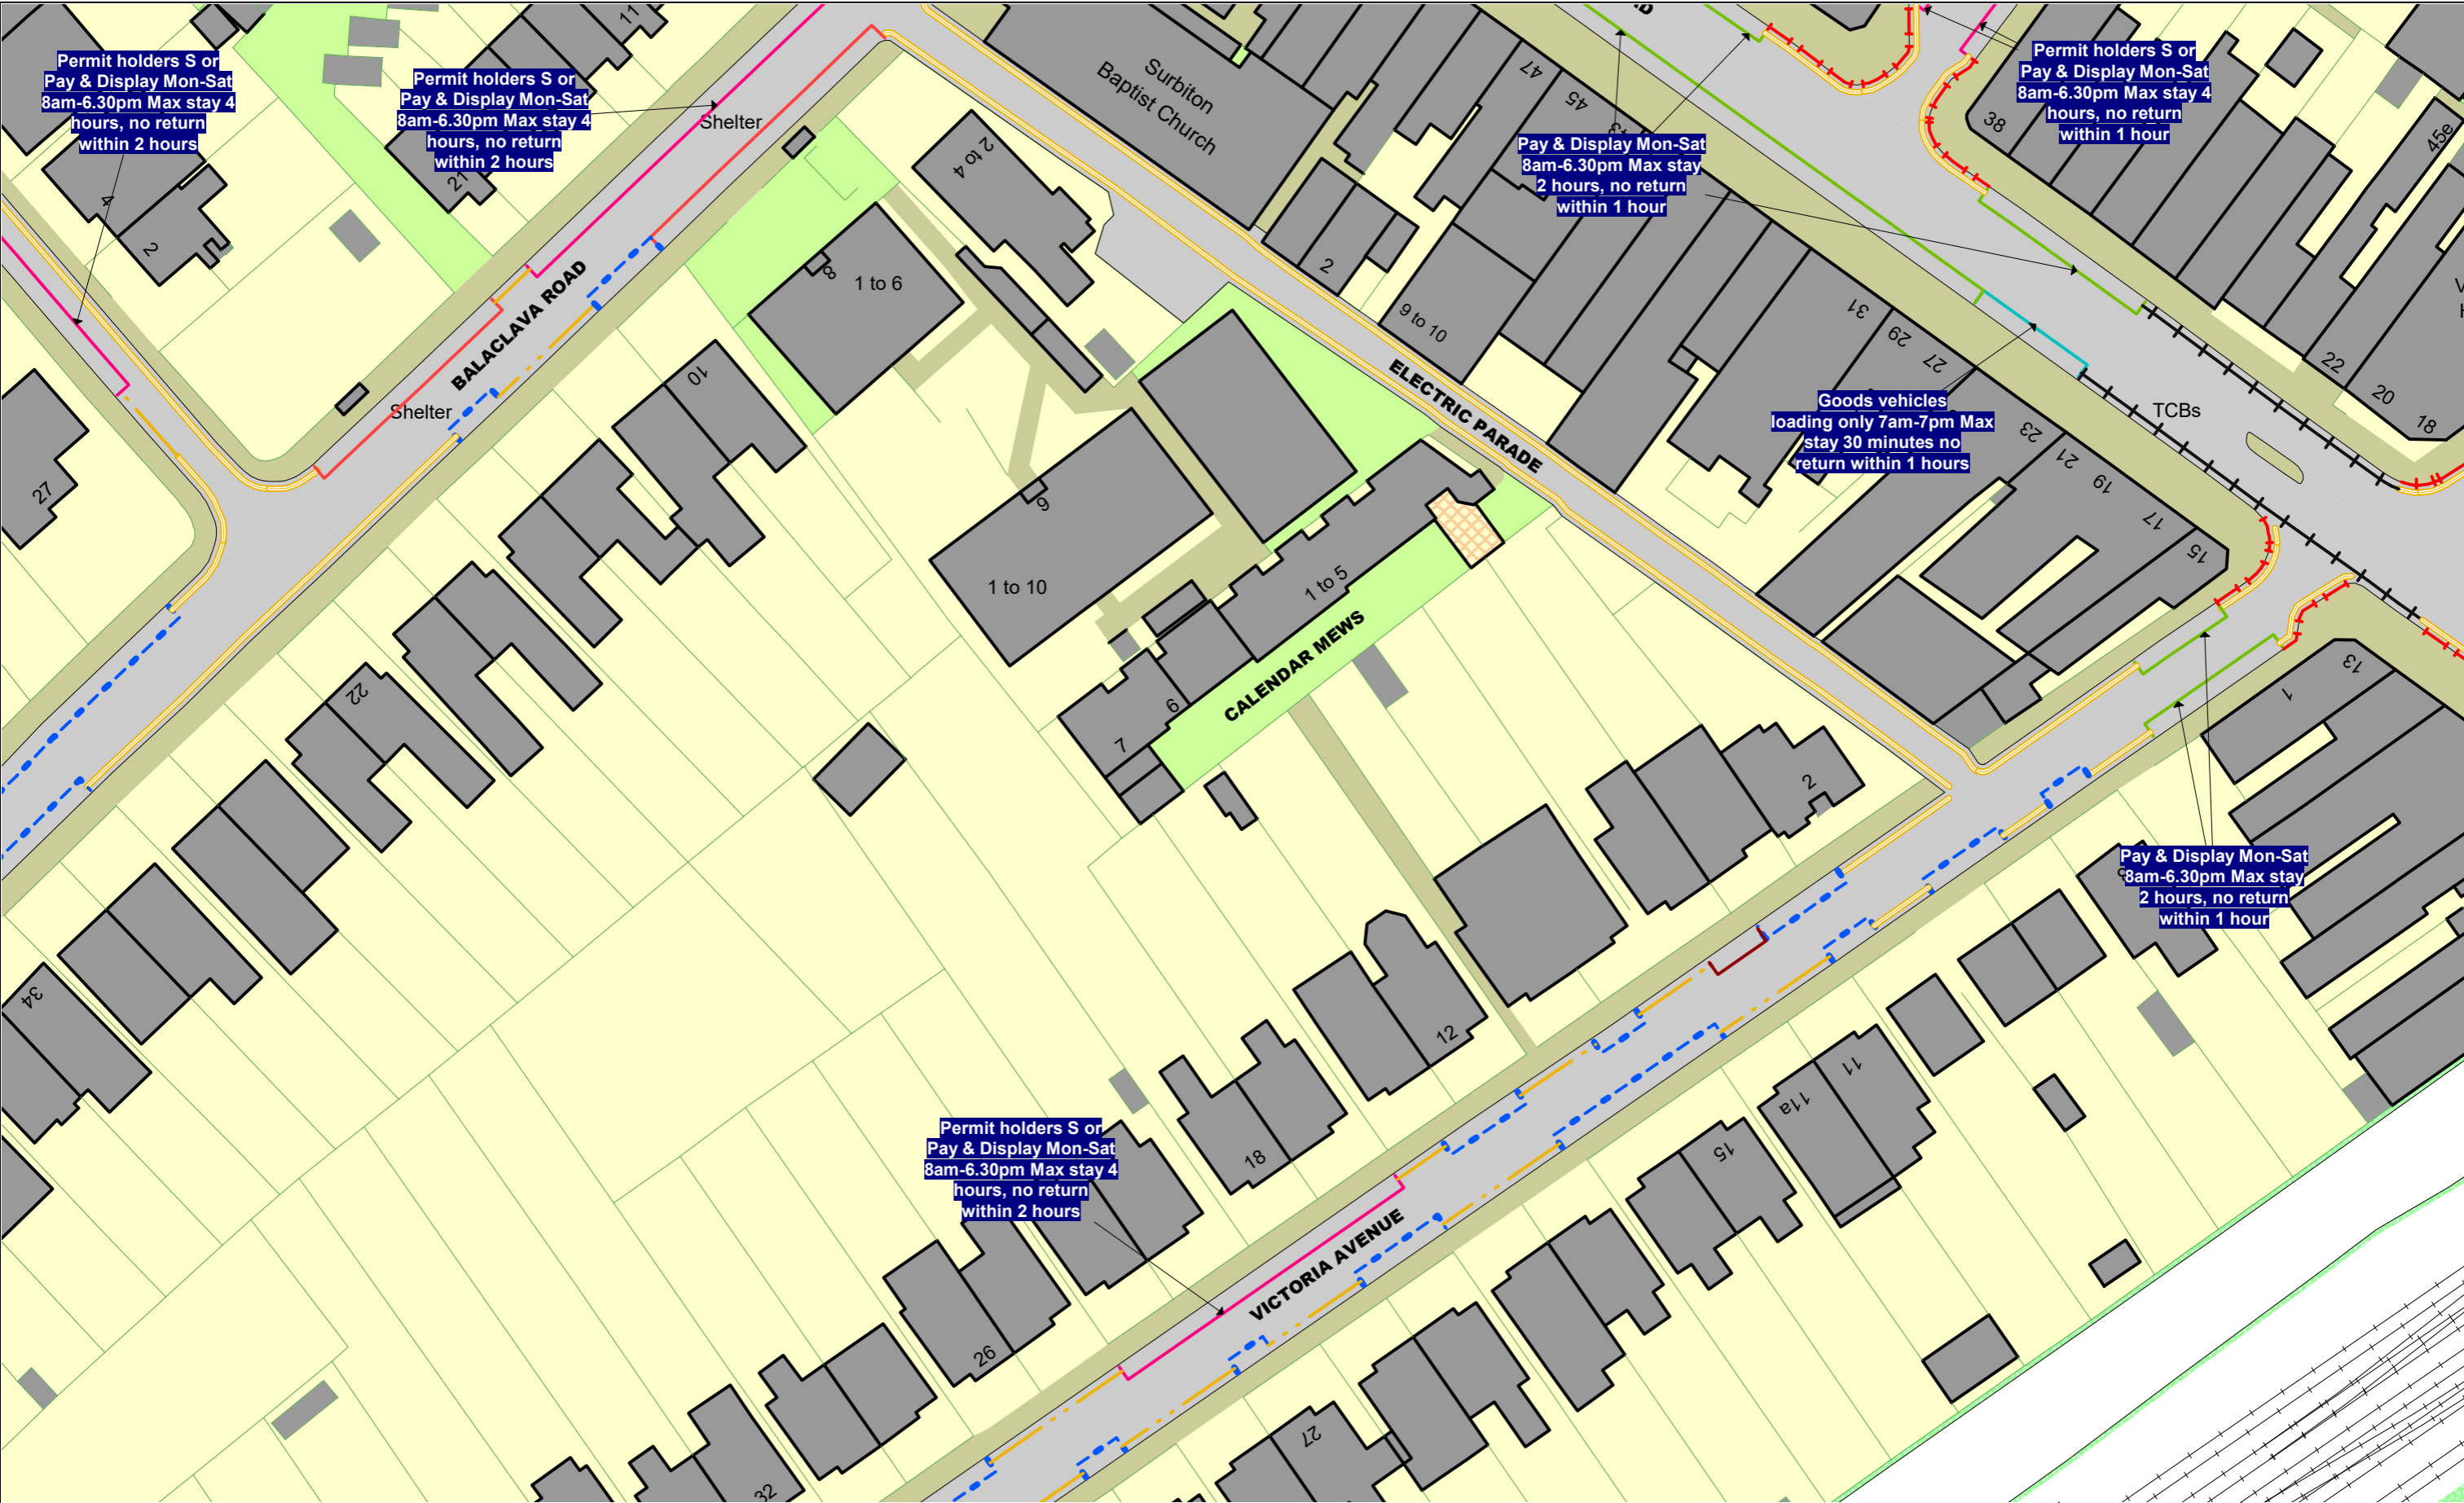 Permit holders S or
Pay & Display Mon-Sat
8am-6.30pm Max stay 4
hours, no return
within 2 hours
Permit holders S or
Pay & Display Mon-Sat
8am-6.30pm Max stay 4
hours, no return
within 2 hours
Permit holders S or
Pay & Display Mon-Sat
8am-6.30pm Max stay 4
hours, no return
within 1 hour
Pay & Display Mon-Sat
8am-6.30pm Max stay
2 hours, no return
within 1 hour
Goods vehicles
loading only 7am-7pm Max
stay 30 minutes no
return within 1 hours
Pay & Display Mon-Sat
8am-6.30pm Max stay
2 hours, no return
within 1 hour
Permit holders S or
Pay & Display Mon-Sat
8am-6.30pm Max stay 4
hours, no return
within 2 hours
Surbiton
Baptist Church
Shelter
Shelter
BALACLAVA ROAD
ELECTRIC PARADE
CALENDAR MEWS
VICTORIA AVENUE
TCBs
11
21
4
2
27
2 to 4
8
1 to 6
10
9
1 to 10
1 to 5
6
7
22
34
47
45
2
9 to 10
31
29
27
23
21
19
17
15
38
45e
22
20
18
13
1
2
12
18
26
32
11
11a
15
27